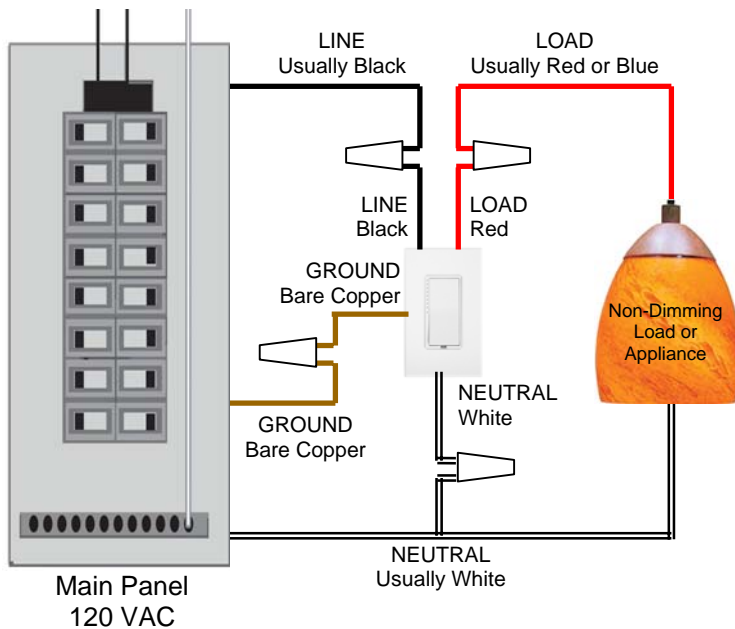 LINE
Usually Black
LOAD
Usually Red or Blue
LINE
Black
LOAD
Red
GROUND
Bare Copper
Non-Dimming
Load or
Appliance
NEUTRAL
White
GROUND
Bare Copper
NEUTRAL
Usually White
Main Panel
120 VAC